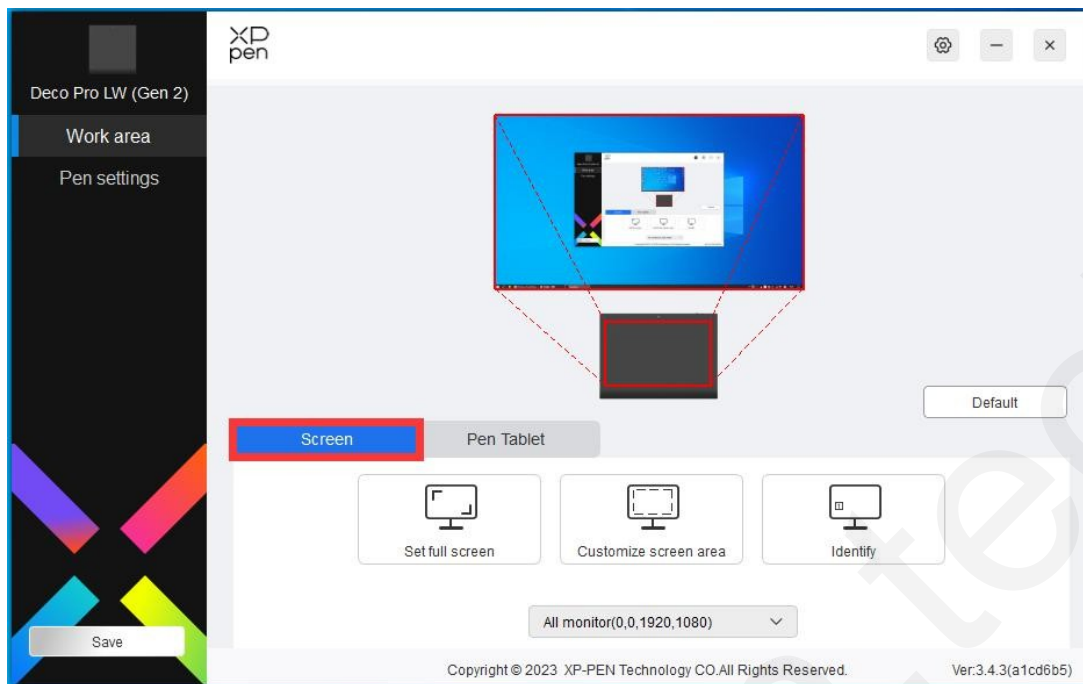 XP
pen
Deco Pro LW (Gen 2)
Work area
Pen settings
Default
Screen
Pen Tablet
Set full screen
Customize screen area
Identify
All monitor(0,0,1920,1080)
Save
Copyright © 2023 XP-PEN Technology CO.All Rights Reserved.
Ver:3.4.3(a1cd6b5)